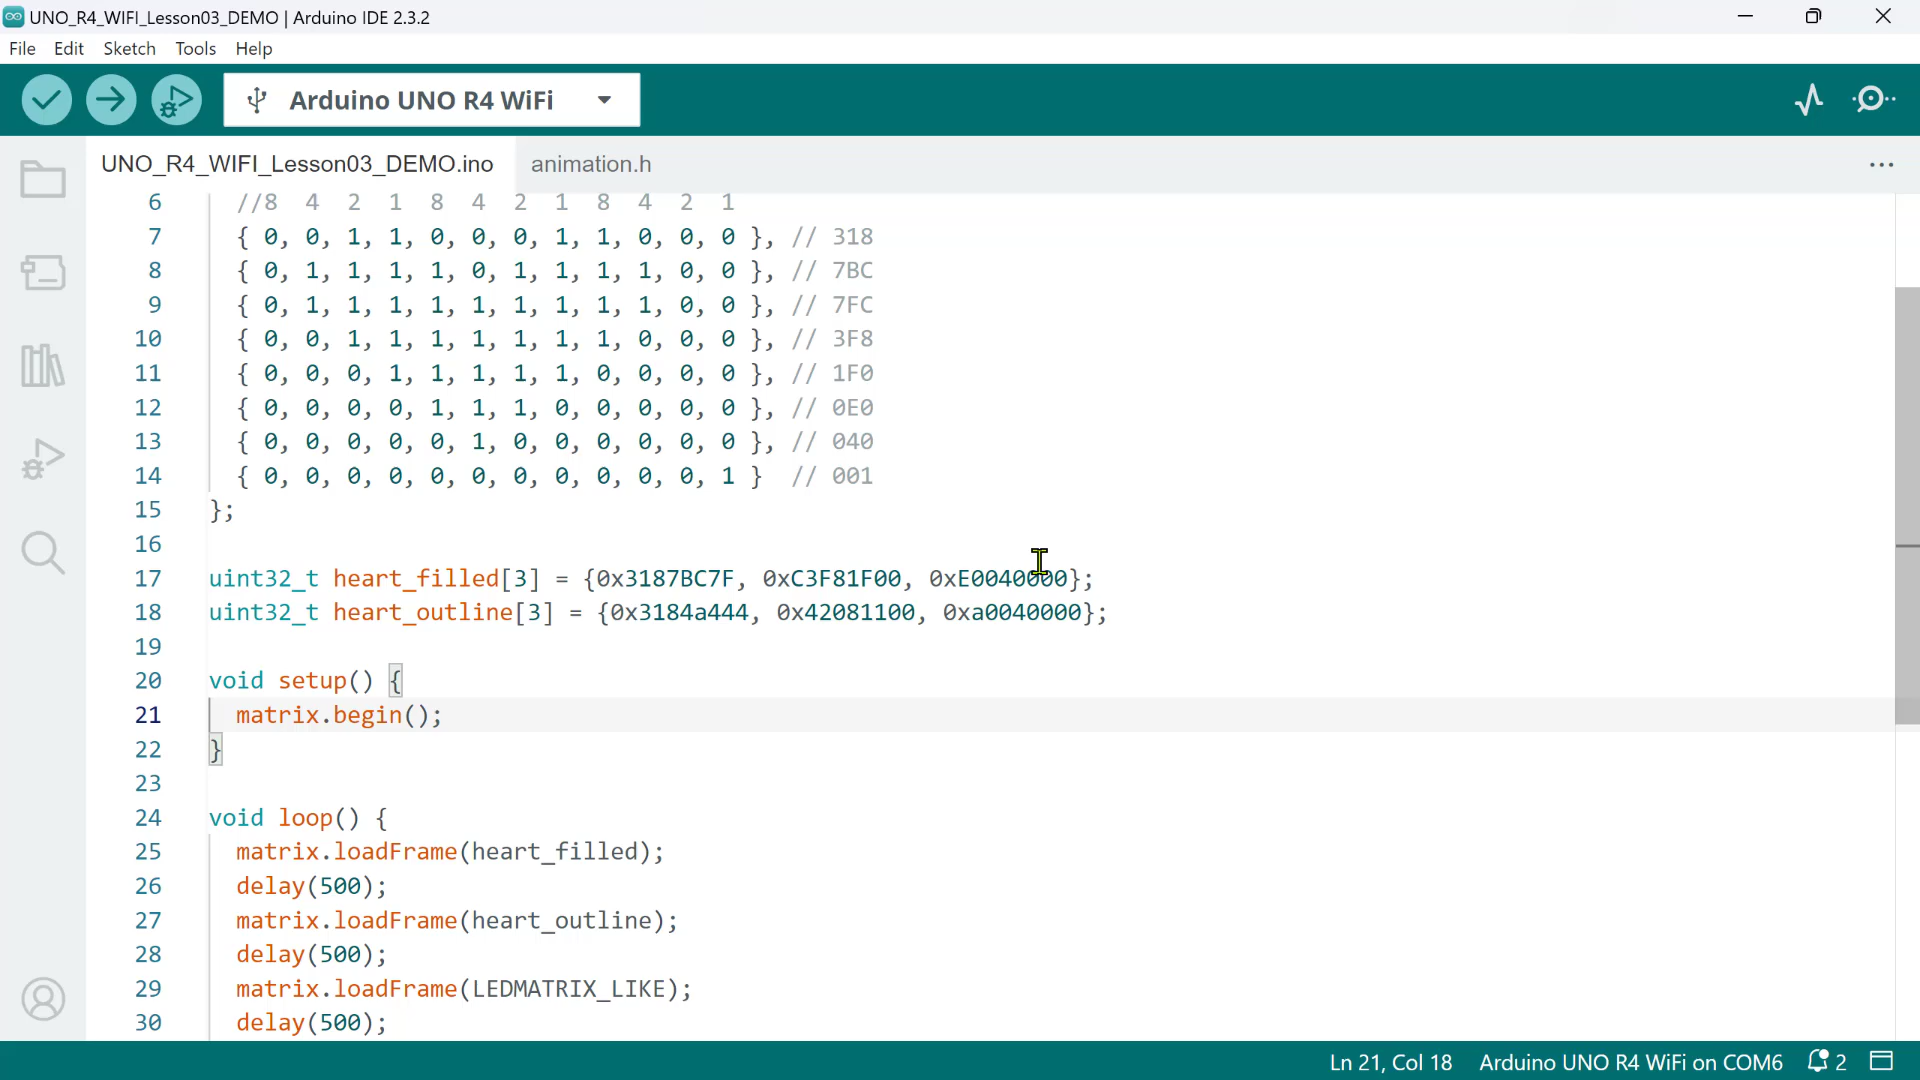 UNO_R4_WIFI_Lesson03_DEMO | Arduino IDE 2.3.2
File Edit Sketch Tools Help
Arduino UNO R4 WiFi
UNO_R4_WIFI_Lesson03_DEMO.ino animation.h
6 //8 4 2 1 8 4 2 1 8 4 2 1
7 { 0, 0, 1, 1, 0, 0, 0, 1, 1, 0, 0, 0 }, // 318
8 { 0, 1, 1, 1, 1, 0, 1, 1, 1, 1, 0, 0 }, // 7BC
9 { 0, 1, 1, 1, 1, 1, 1, 1, 1, 1, 0, 0 }, // 7FC
10 { 0, 0, 1, 1, 1, 1, 1, 1, 1, 0, 0, 0 }, // 3F8
11 { 0, 0, 0, 1, 1, 1, 1, 1, 0, 0, 0, 0 }, // 1F0
12 { 0, 0, 0, 0, 1, 1, 1, 0, 0, 0, 0, 0 }, // 0E0
13 { 0, 0, 0, 0, 0, 1, 0, 0, 0, 0, 0, 0 }, // 040
14 { 0, 0, 0, 0, 0, 0, 0, 0, 0, 0, 0, 1 } // 001
15 };
16
17 uint32_t heart_filled[3] = {0x3187BC7F, 0xC3F81F00, 0xE0040000};
18 uint32_t heart_outline[3] = {0x3184a444, 0x42081100, 0xa0040000};
19
20 void setup() {
21 matrix.begin();
22 }
23
24 void loop() {
25 matrix.loadFrame(heart_filled);
26 delay(500);
27 matrix.loadFrame(heart_outline);
28 delay(500);
29 matrix.loadFrame(LEDMATRIX_LIKE);
30 delay(500);
Ln 21, Col 18 Arduino UNO R4 WiFi on COM6 2